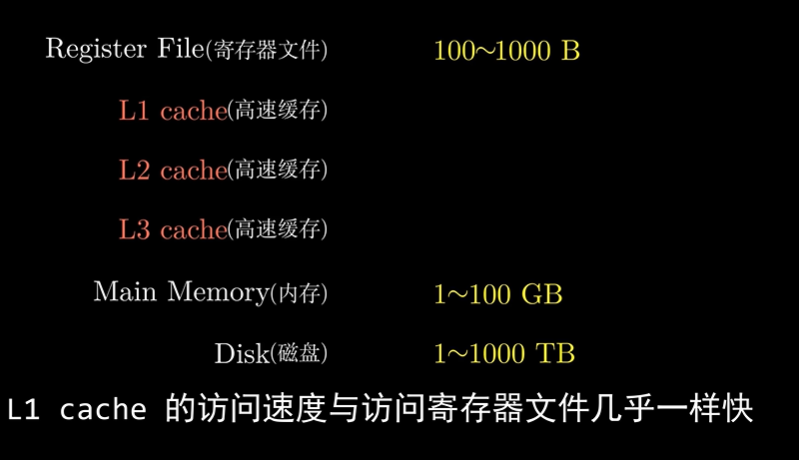 Register File(寄存器文件) 100~1000 B
L1 cache(高速缓存)
L2 cache(高速缓存)
L3 cache(高速缓存)
Main Memory(内存) 1~100 GB
Disk(磁盘) 1~1000 TB
L1 cache 的访问速度与访问寄存器文件几乎一样快